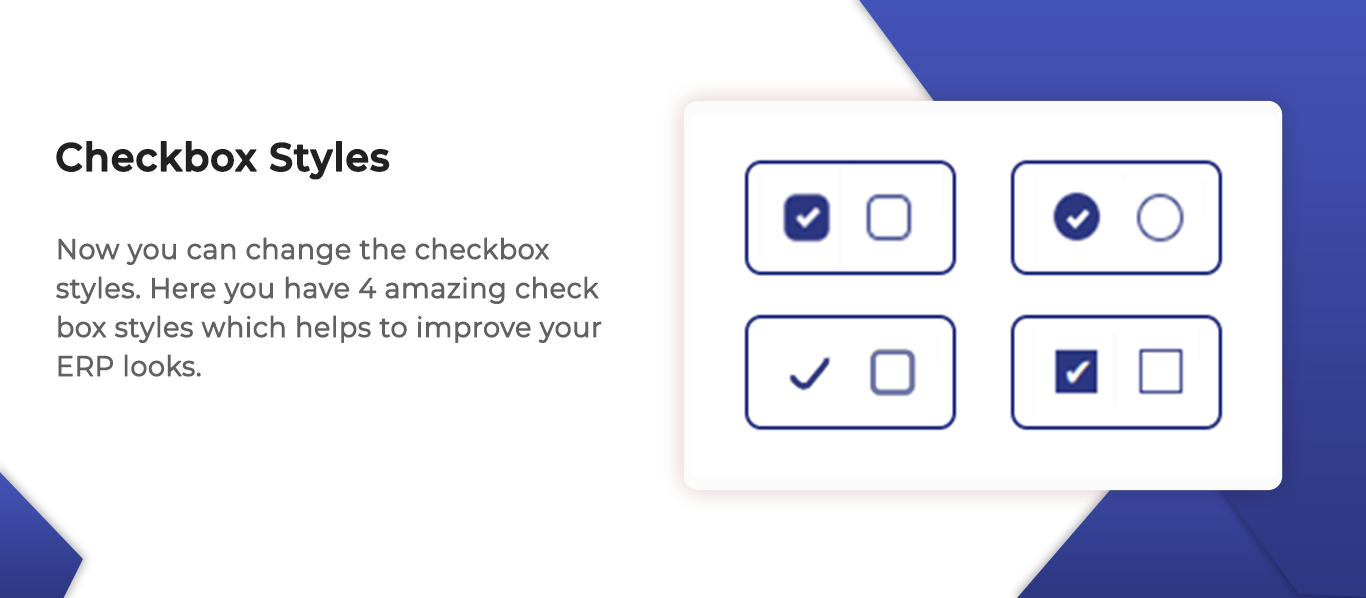 Checkbox Styles
Now you can change the checkbox
styles. Here you have 4 amazing check
box styles which helps to improve your
ERP looks.